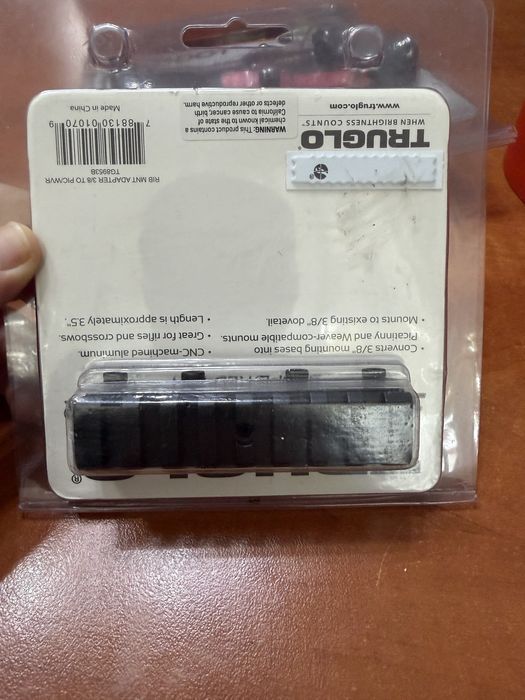 • Converts 3/8" mounting bases into
Picatinny and Weaver-compatible mounts.
• Mounts to existing 3/8" dovetail.
• CNC-machined aluminum.
• Great for rifles and crossbows.
• Length is approximately 3.5".
TRUGLO®
WHEN BRIGHTNESS COUNTS™
www.truglo.com
WARNING: This product contains a
chemical known to the state of
California to cause cancer, birth
defects or other reproductive harm.
RIB MNT ADAPTER 3/8 TO PIC/WVR
TG8953B
7 88130 01070 9
Made in China